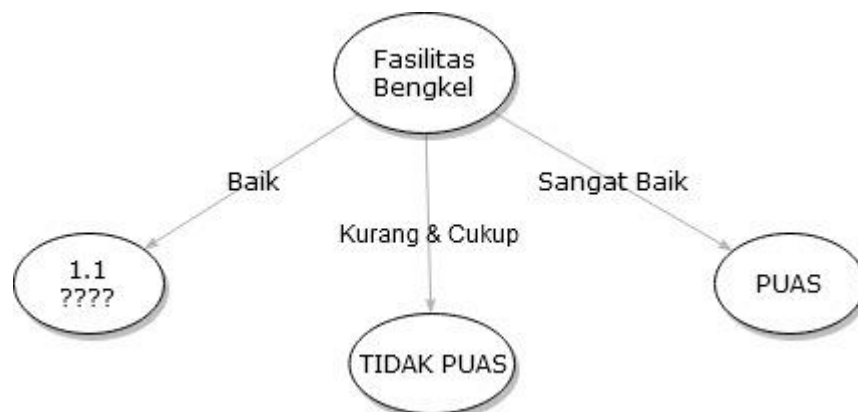 Fasilitas
Bengkel
Baik
Sangat Baik
Kurang & Cukup
1.1
????
PUAS
TIDAK PUAS